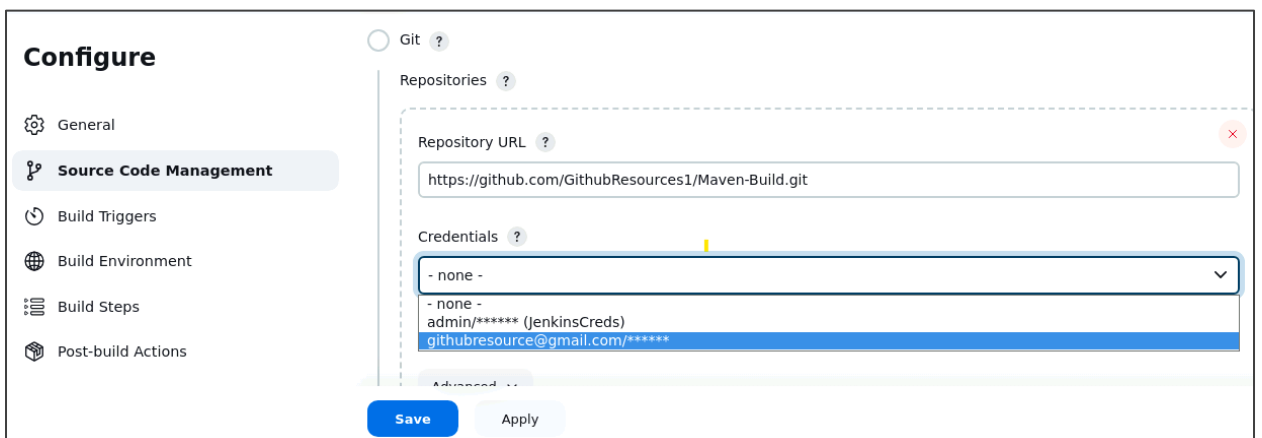 Configure
General
Source Code Management
Build Triggers
Build Environment
Build Steps
Post-build Actions
Git ?
Repositories ?
Repository URL ?
https://github.com/GithubResources1/Maven-Build.git
Credentials ?
- none -
- none -
admin/****** (JenkinsCreds)
githubresource@gmail.com/******
Advanced
Save Apply